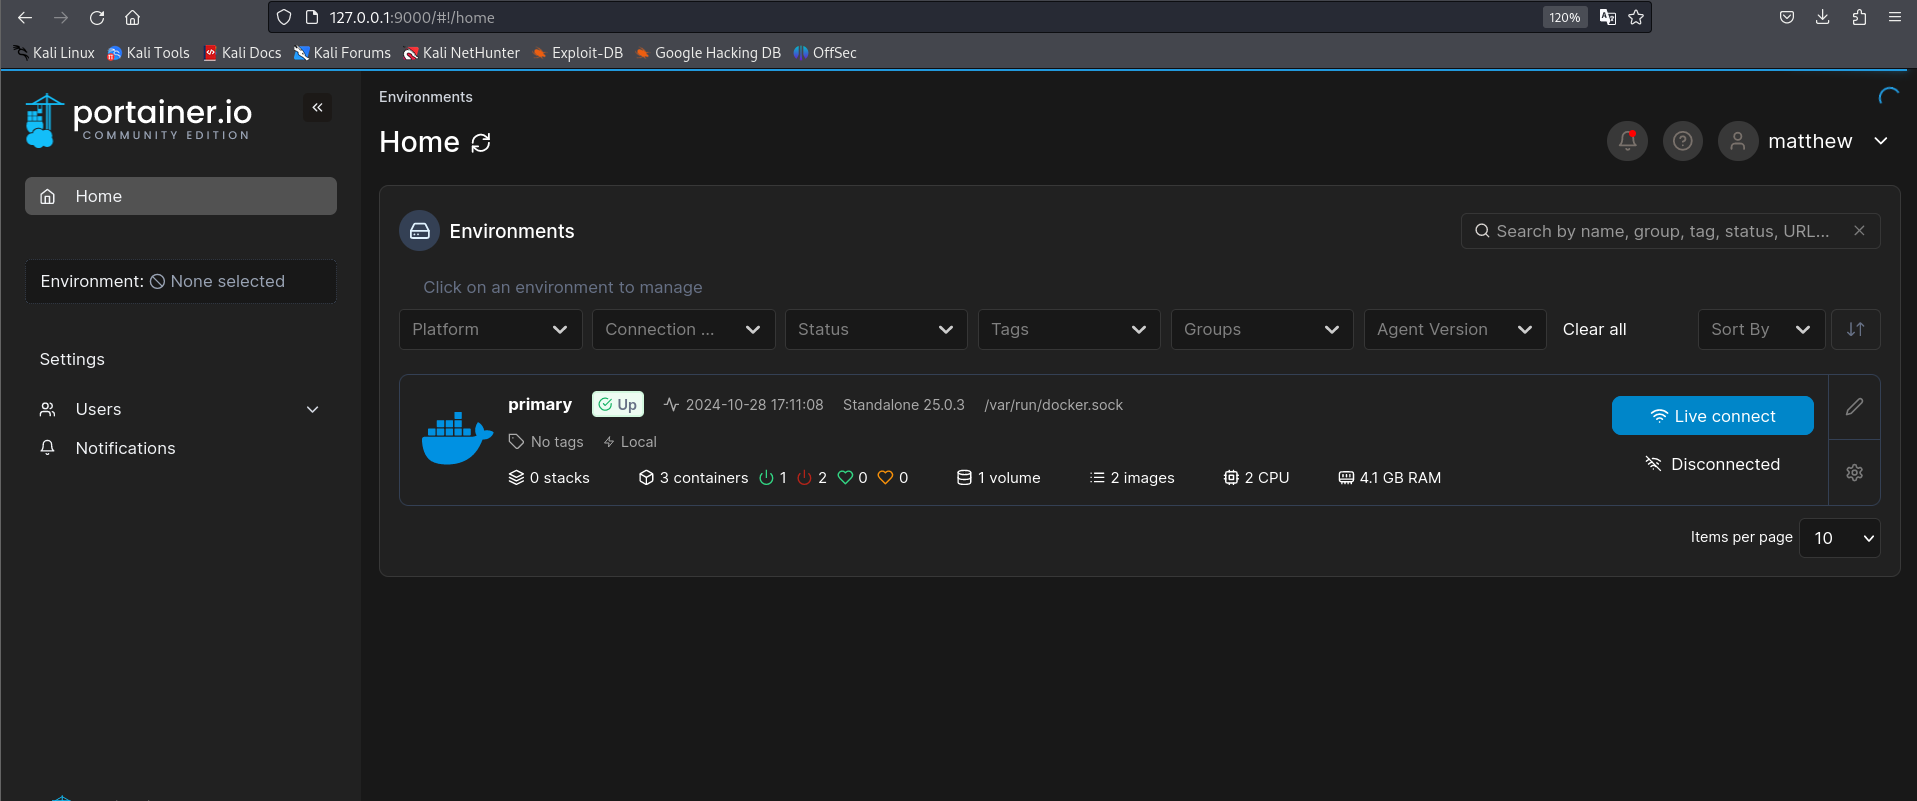 127.0.0.1:9000/#!/home
120%
Kali Linux
Kali Tools
Kali Docs
Kali Forums
Kali NetHunter
Exploit-DB
Google Hacking DB
OffSec
portainer.io
COMMUNITY EDITION
Home
Environment: None selected
Settings
Users
Notifications
Environments
Home
matthew
Environments
Search by name, group, tag, status, URL...
Click on an environment to manage
Platform
Connection ...
Status
Tags
Groups
Agent Version
Clear all
Sort By
primary Up 2024-10-28 17:11:08 Standalone 25.0.3 /var/run/docker.sock
No tags Local
0 stacks 3 containers 1 2 0 0 1 volume 2 images 2 CPU 4.1 GB RAM
Live connect
Disconnected
Items per page 10